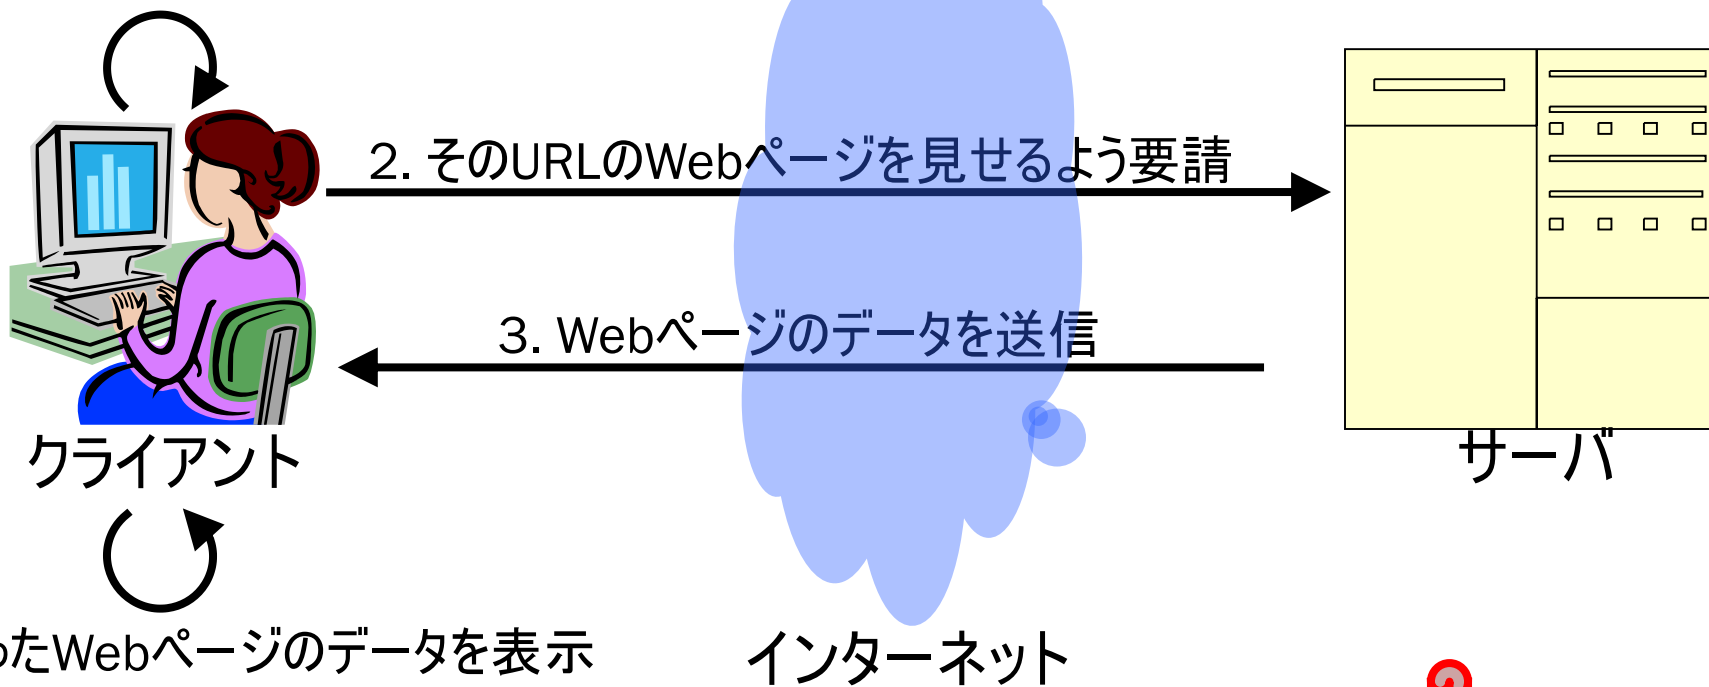 2. そのURLのWebページを見せるよう要請
3. Webページのデータを送信
クライアント
サーバ
たWebページのデータを表示
インターネット